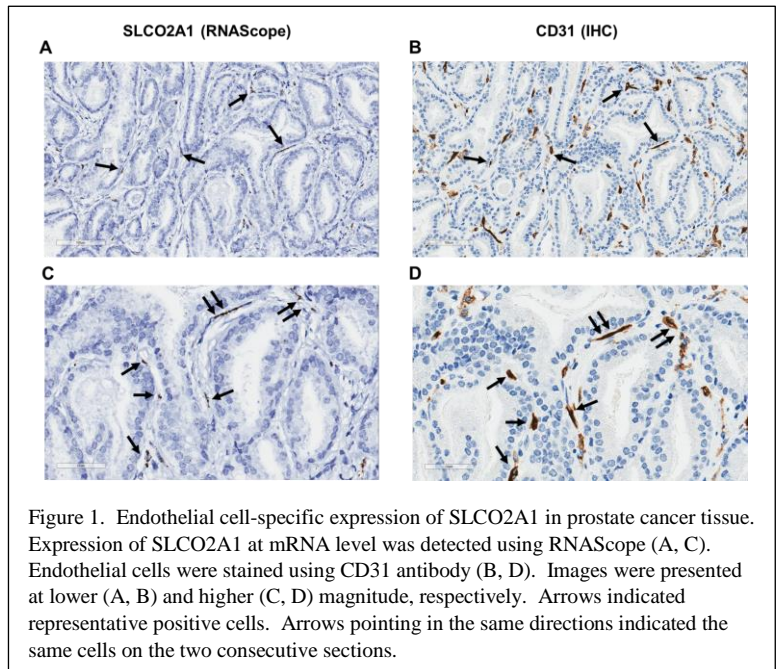 SLCO2A1 (RNAScope)
CD31 (IHC)
A
B
C
D
Figure 1. Endothelial cell-specific expression of SLCO2A1 in prostate cancer tissue.
Expression of SLCO2A1 at mRNA level was detected using RNAScope (A, C).
Endothelial cells were stained using CD31 antibody (B, D). Images were presented
at lower (A, B) and higher (C, D) magnitude, respectively. Arrows indicated
representative positive cells. Arrows pointing in the same directions indicated the
same cells on the two consecutive sections.